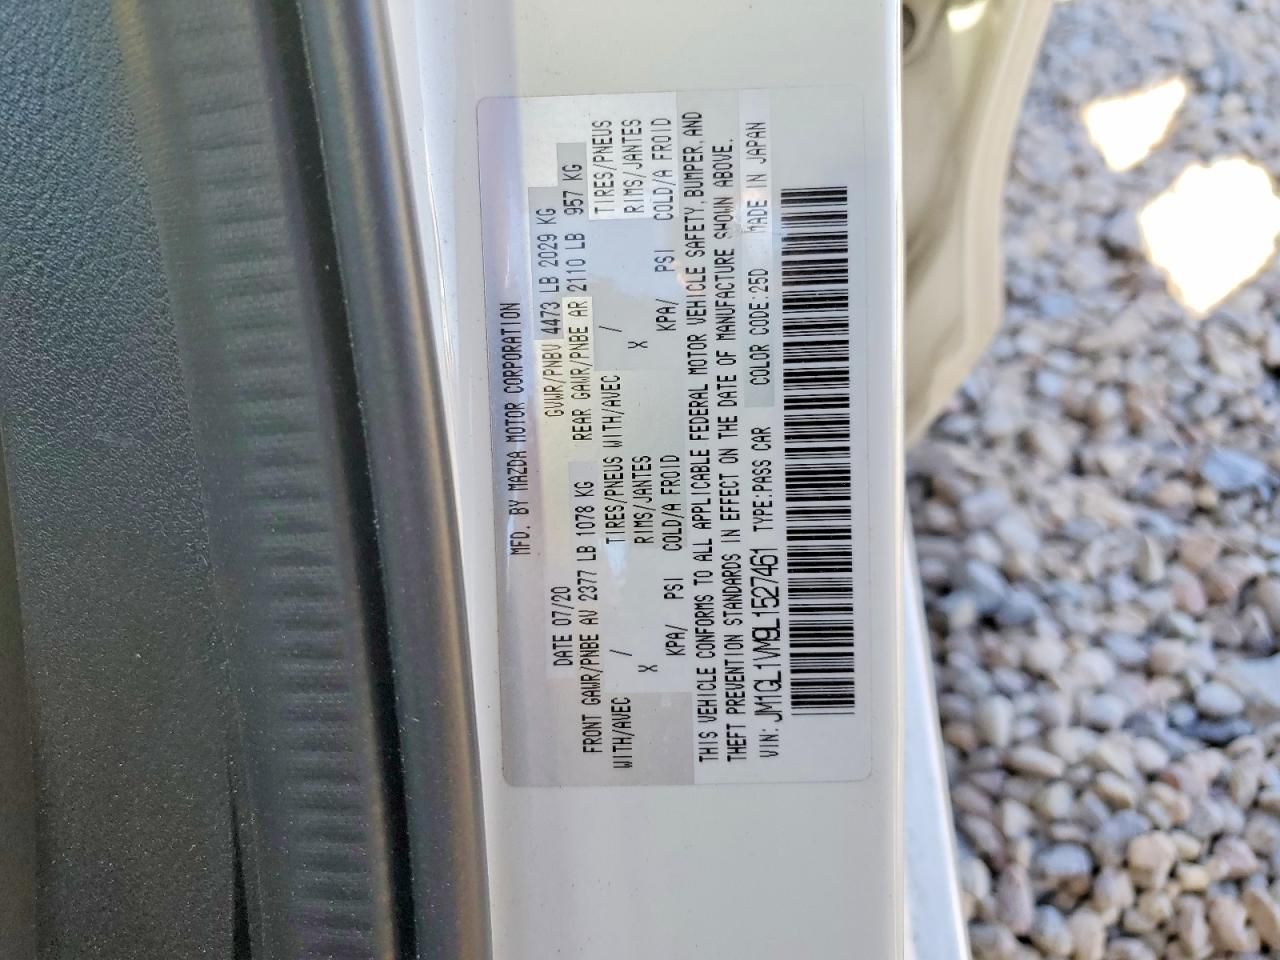 MFD. BY MAZDA MOTOR CORPORATION
DATE 07/20 GVWR/PNBV 4473 LB 2029 KG
FRONT GAWR/PNBE AV 2377 LB 1078 KG REAR GAWR/PNBE AR 2110 LB 957 KG
WITH/AVEC / TIRES/PNEUS WITH/AVEC / TIRES/PNEUS
X RIMS/JANTES X RIMS/JANTES
KPA/ PSI COLD/A FROID KPA/ PSI COLD/A FROID
THIS VEHICLE CONFORMS TO ALL APPLICABLE FEDERAL MOTOR VEHICLE SAFETY, BUMPER, AND
THEFT PREVENTION STANDARDS IN EFFECT ON THE DATE OF MANUFACTURE SHOWN ABOVE.
VIN: JM1GL1VM9L1527461 TYPE:PASS CAR COLOR CODE:25D MADE IN JAPAN